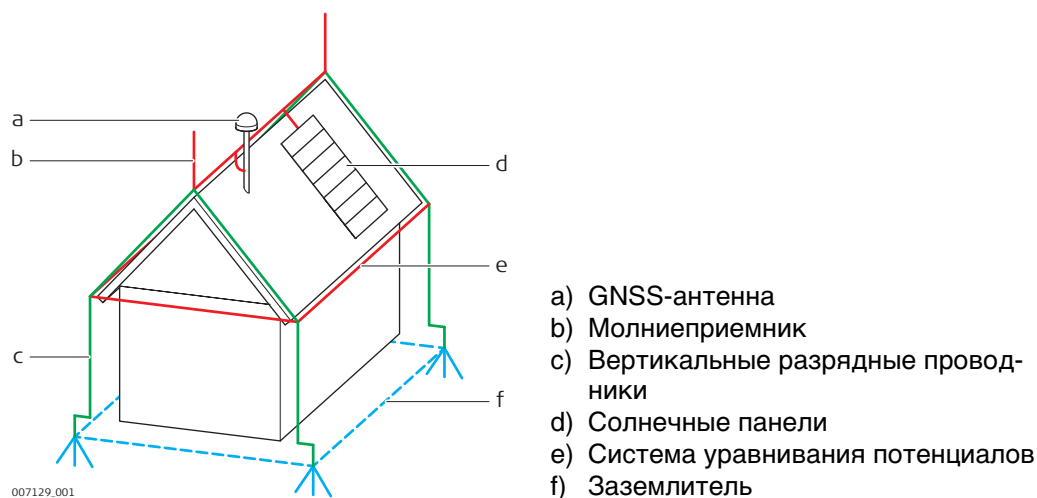 a
b
c
d
e
f
007129_001
a) GNSS-антенна
b) Молниеприемник
c) Вертикальные разрядные провод-
ники
d) Солнечные панели
e) Система уравнивания потенциалов
f) Заземлитель